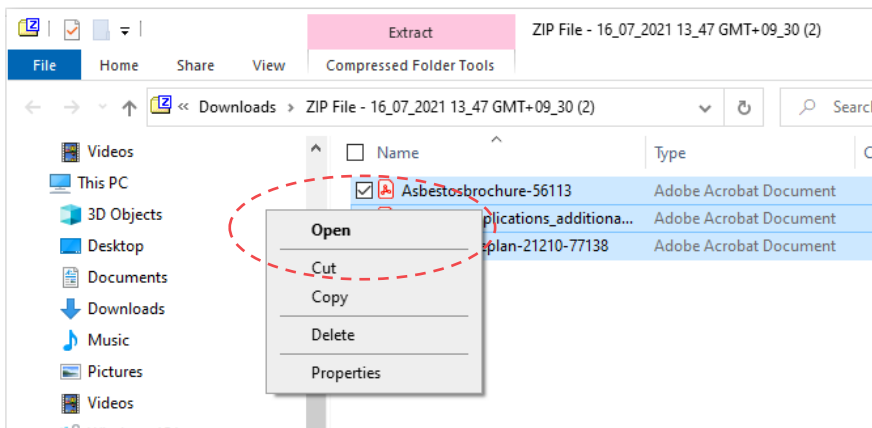 Extract
ZIP File - 16_07_2021 13_47 GMT+09_30 (2)
File Home Share View Compressed Folder Tools
« Downloads › ZIP File - 16_07_2021 13_47 GMT+09_30 (2)
Searc
Videos
Name Type C
This PC
Asbestosbrochure-56113 Adobe Acrobat Document
3D Objects
plications_additiona... Adobe Acrobat Document
Open
Desktop
eplan-21210-77138 Adobe Acrobat Document
Cut
Documents
Copy
Downloads
Delete
Music
Pictures
Properties
Videos